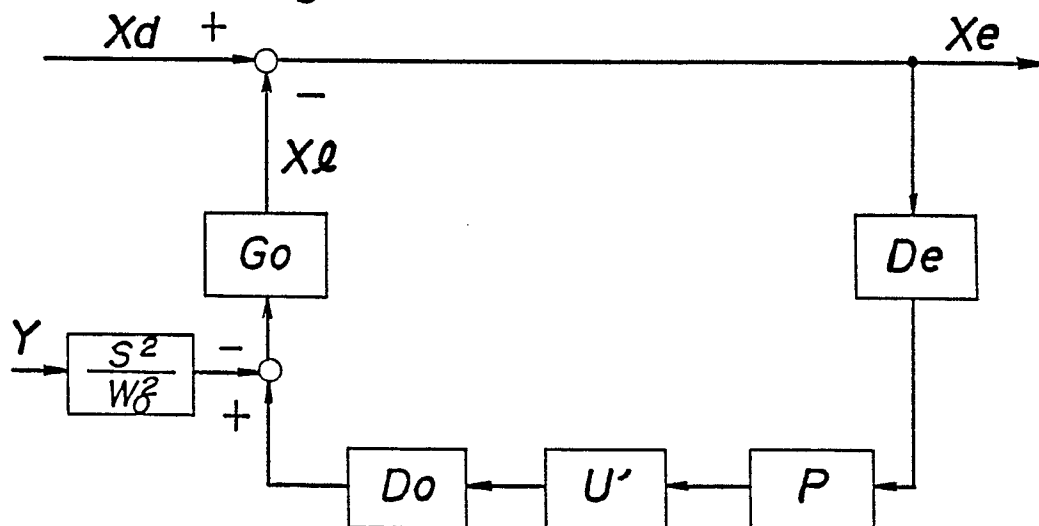 Xd +
Xe
−
Xℓ
Go
De
Y
S²
W₀²
−
+
Do
U'
P